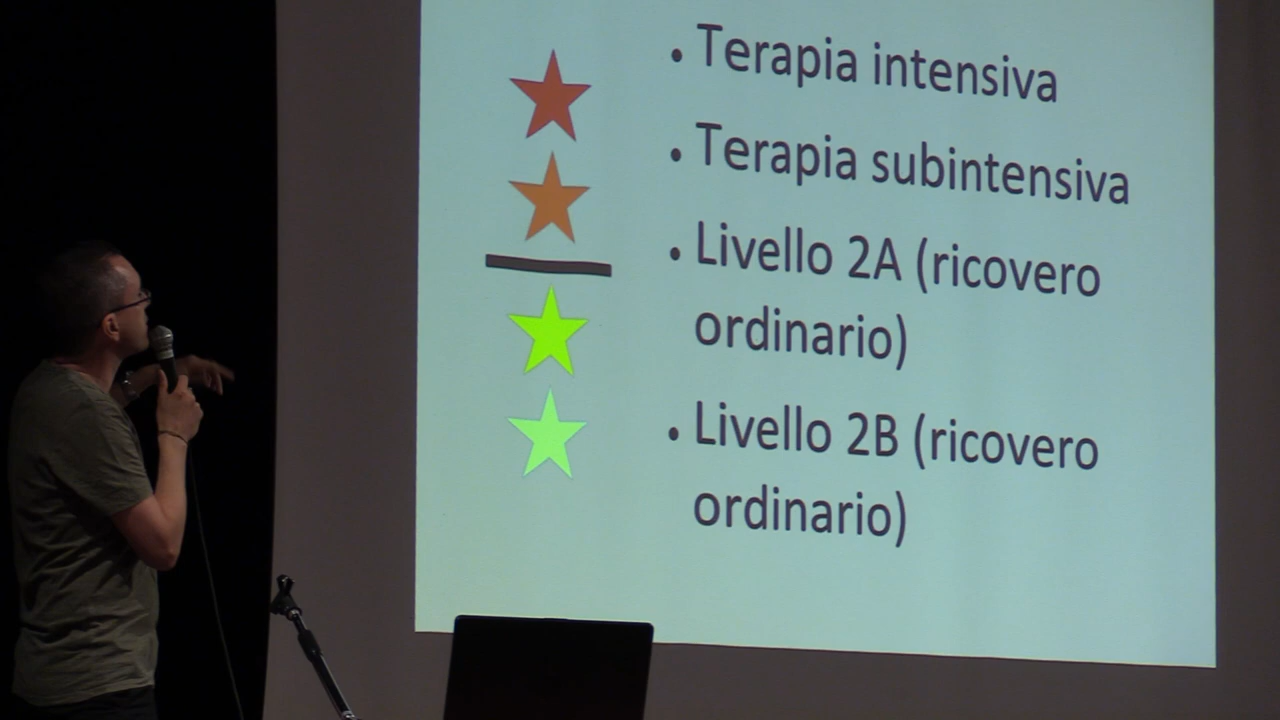 • Terapia intensiva
• Terapia subintensiva
• Livello 2A (ricovero
ordinario)
• Livello 2B (ricovero
ordinario)